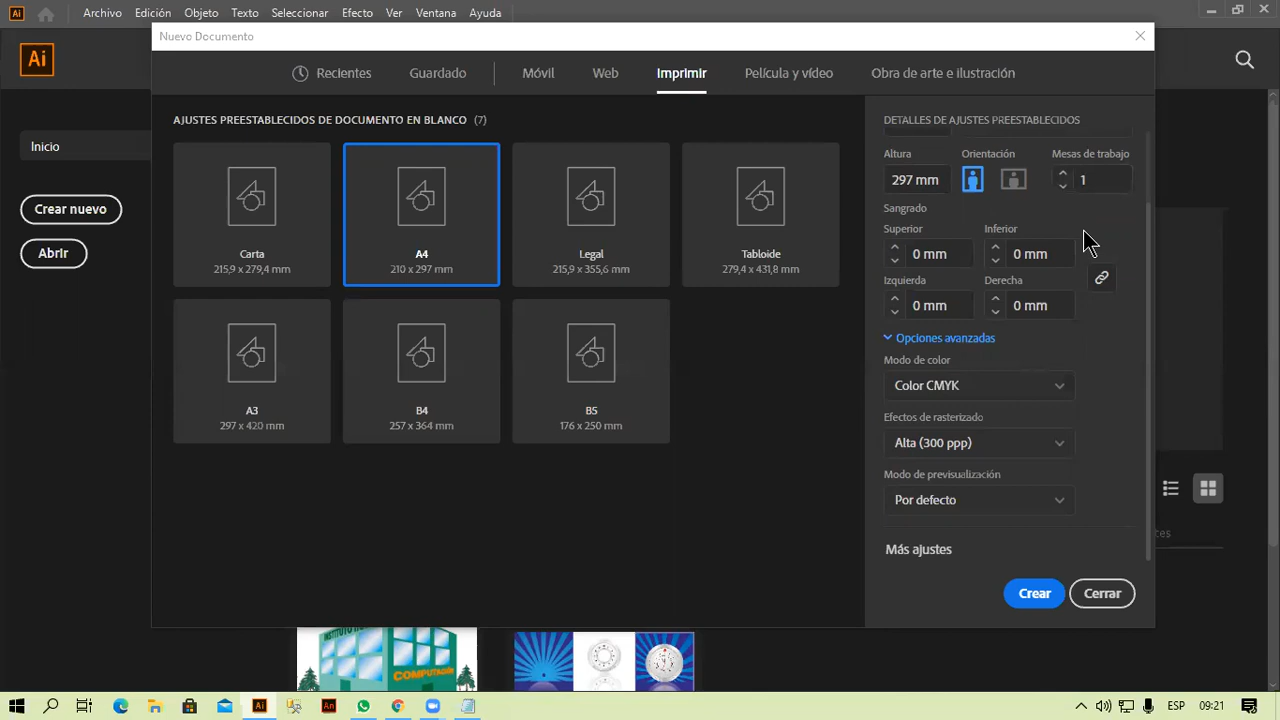 Ai
Archivo Edición Objeto Texto Seleccionar Efecto Ver Ventana Ayuda
Nuevo Documento
Ai
Recientes Guardado Móvil Web Imprimir Película y vídeo Obra de arte e ilustración
AJUSTES PREESTABLECIDOS DE DOCUMENTO EN BLANCO (7)
Inicio
Crear nuevo
Abrir
Carta
215,9 x 279,4 mm
A4
210 x 297 mm
Legal
215,9 x 355,6 mm
Tabloide
279,4 x 431,8 mm
A3
297 x 420 mm
B4
257 x 364 mm
B5
176 x 250 mm
DETALLES DE AJUSTES PREESTABLECIDOS
Altura Orientación Mesas de trabajo
297 mm 1
Sangrado
Superior Inferior
0 mm 0 mm
Izquierda Derecha
0 mm 0 mm
Opciones avanzadas
Modo de color
Color CMYK
Efectos de rasterizado
Alta (300 ppp)
Modo de previsualización
Por defecto
Más ajustes
Crear Cerrar
COMPUTACIÓN
Ai An ESP 09:21